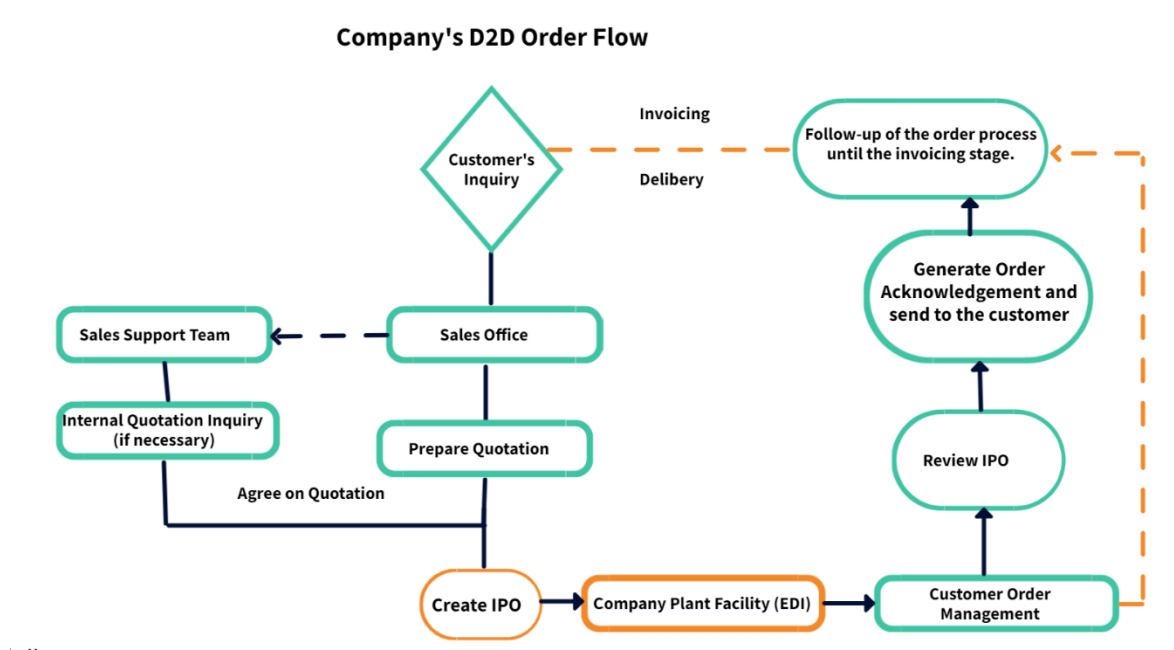 Company's D2D Order Flow
Invoicing
Follow-up of the order process
until the invoicing stage.
Customer's
Inquiry
Delibery
Generate Order
Acknowledgement and
send to the customer
Sales Support Team
Sales Office
Internal Quotation Inquiry
(if necessary)
Prepare Quotation
Review IPO
Agree on Quotation
Create IPO
Company Plant Facility (EDI)
Customer Order
Management